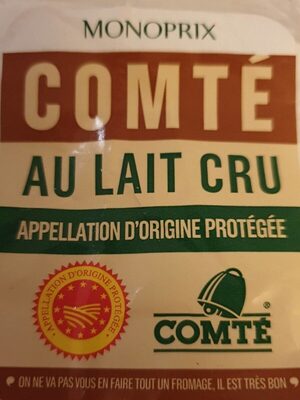 MONOPRIX
COMTÉ
AU LAIT CRU
APPELLATION D'ORIGINE PROTÉGÉE
APPELLATION D'ORIGINE PROTÉGÉE
COMTÉ®
ON NE VA PAS VOUS EN FAIRE TOUT UN FROMAGE, IL EST TRÈS BON